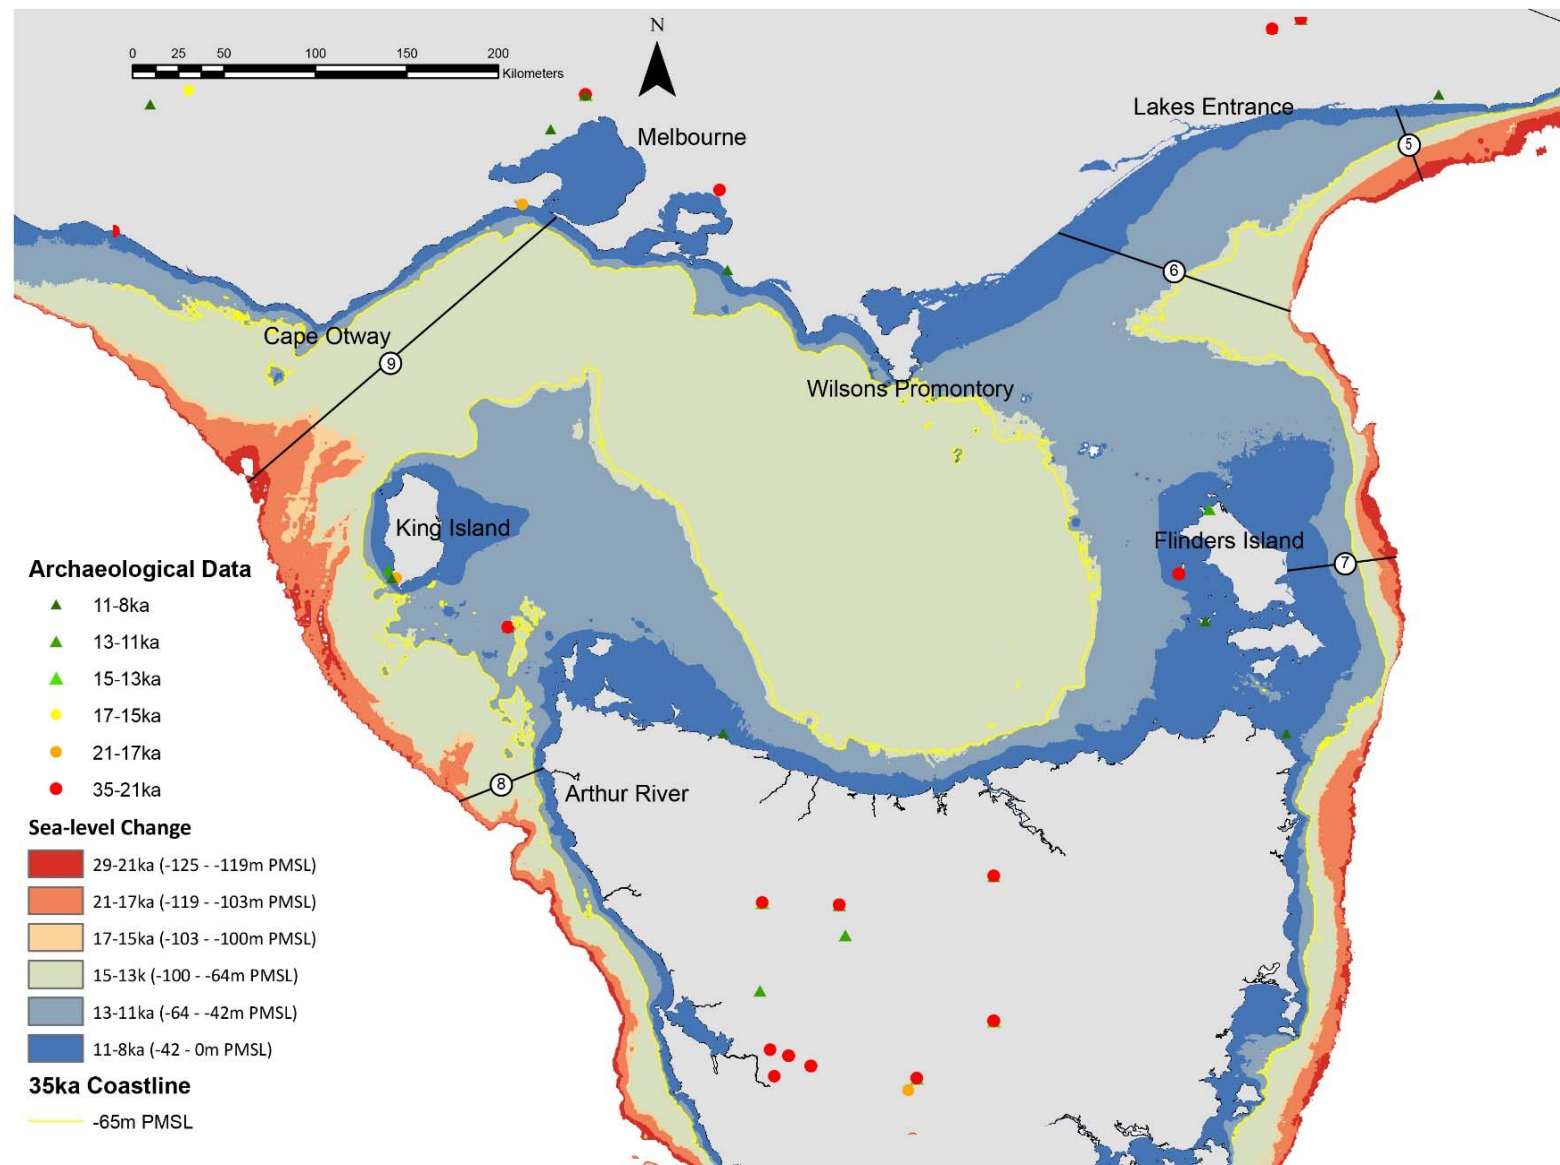 N
0 25 50 100 150 200
Kilometers
Lakes Entrance
Melbourne
5
6
Cape Otway
9
Wilsons Promontory
King Island
Flinders Island
7
8
Arthur River
Archaeological Data
11-8ka
13-11ka
15-13ka
17-15ka
21-17ka
35-21ka
Sea-level Change
29-21ka (-125 - -119m PMSL)
21-17ka (-119 - -103m PMSL)
17-15ka (-103 - -100m PMSL)
15-13k (-100 - -64m PMSL)
13-11ka (-64 - -42m PMSL)
11-8ka (-42 - 0m PMSL)
35ka Coastline
-65m PMSL